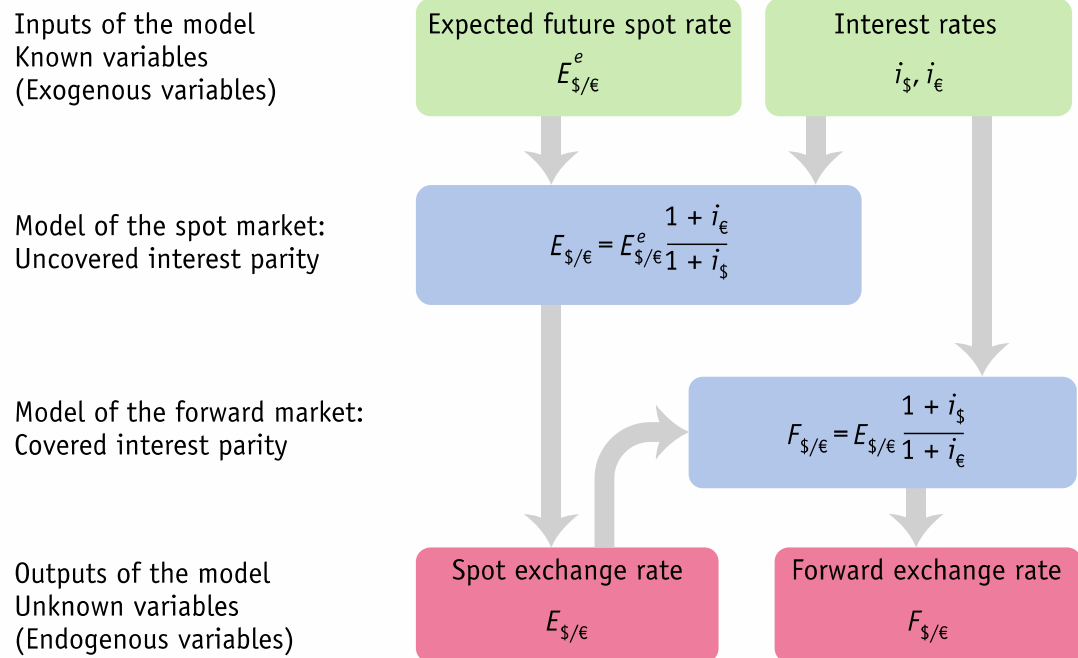 Inputs of the model
Known variables
(Exogenous variables)
Expected future spot rate
E^e_$/€
Interest rates
i_$, i_€
Model of the spot market:
Uncovered interest parity
E_$/€ = E^e_$/€ (1 + i_€)/(1 + i_$)
Model of the forward market:
Covered interest parity
F_$/€ = E_$/€ (1 + i_$)/(1 + i_€)
Outputs of the model
Unknown variables
(Endogenous variables)
Spot exchange rate
E_$/€
Forward exchange rate
F_$/€